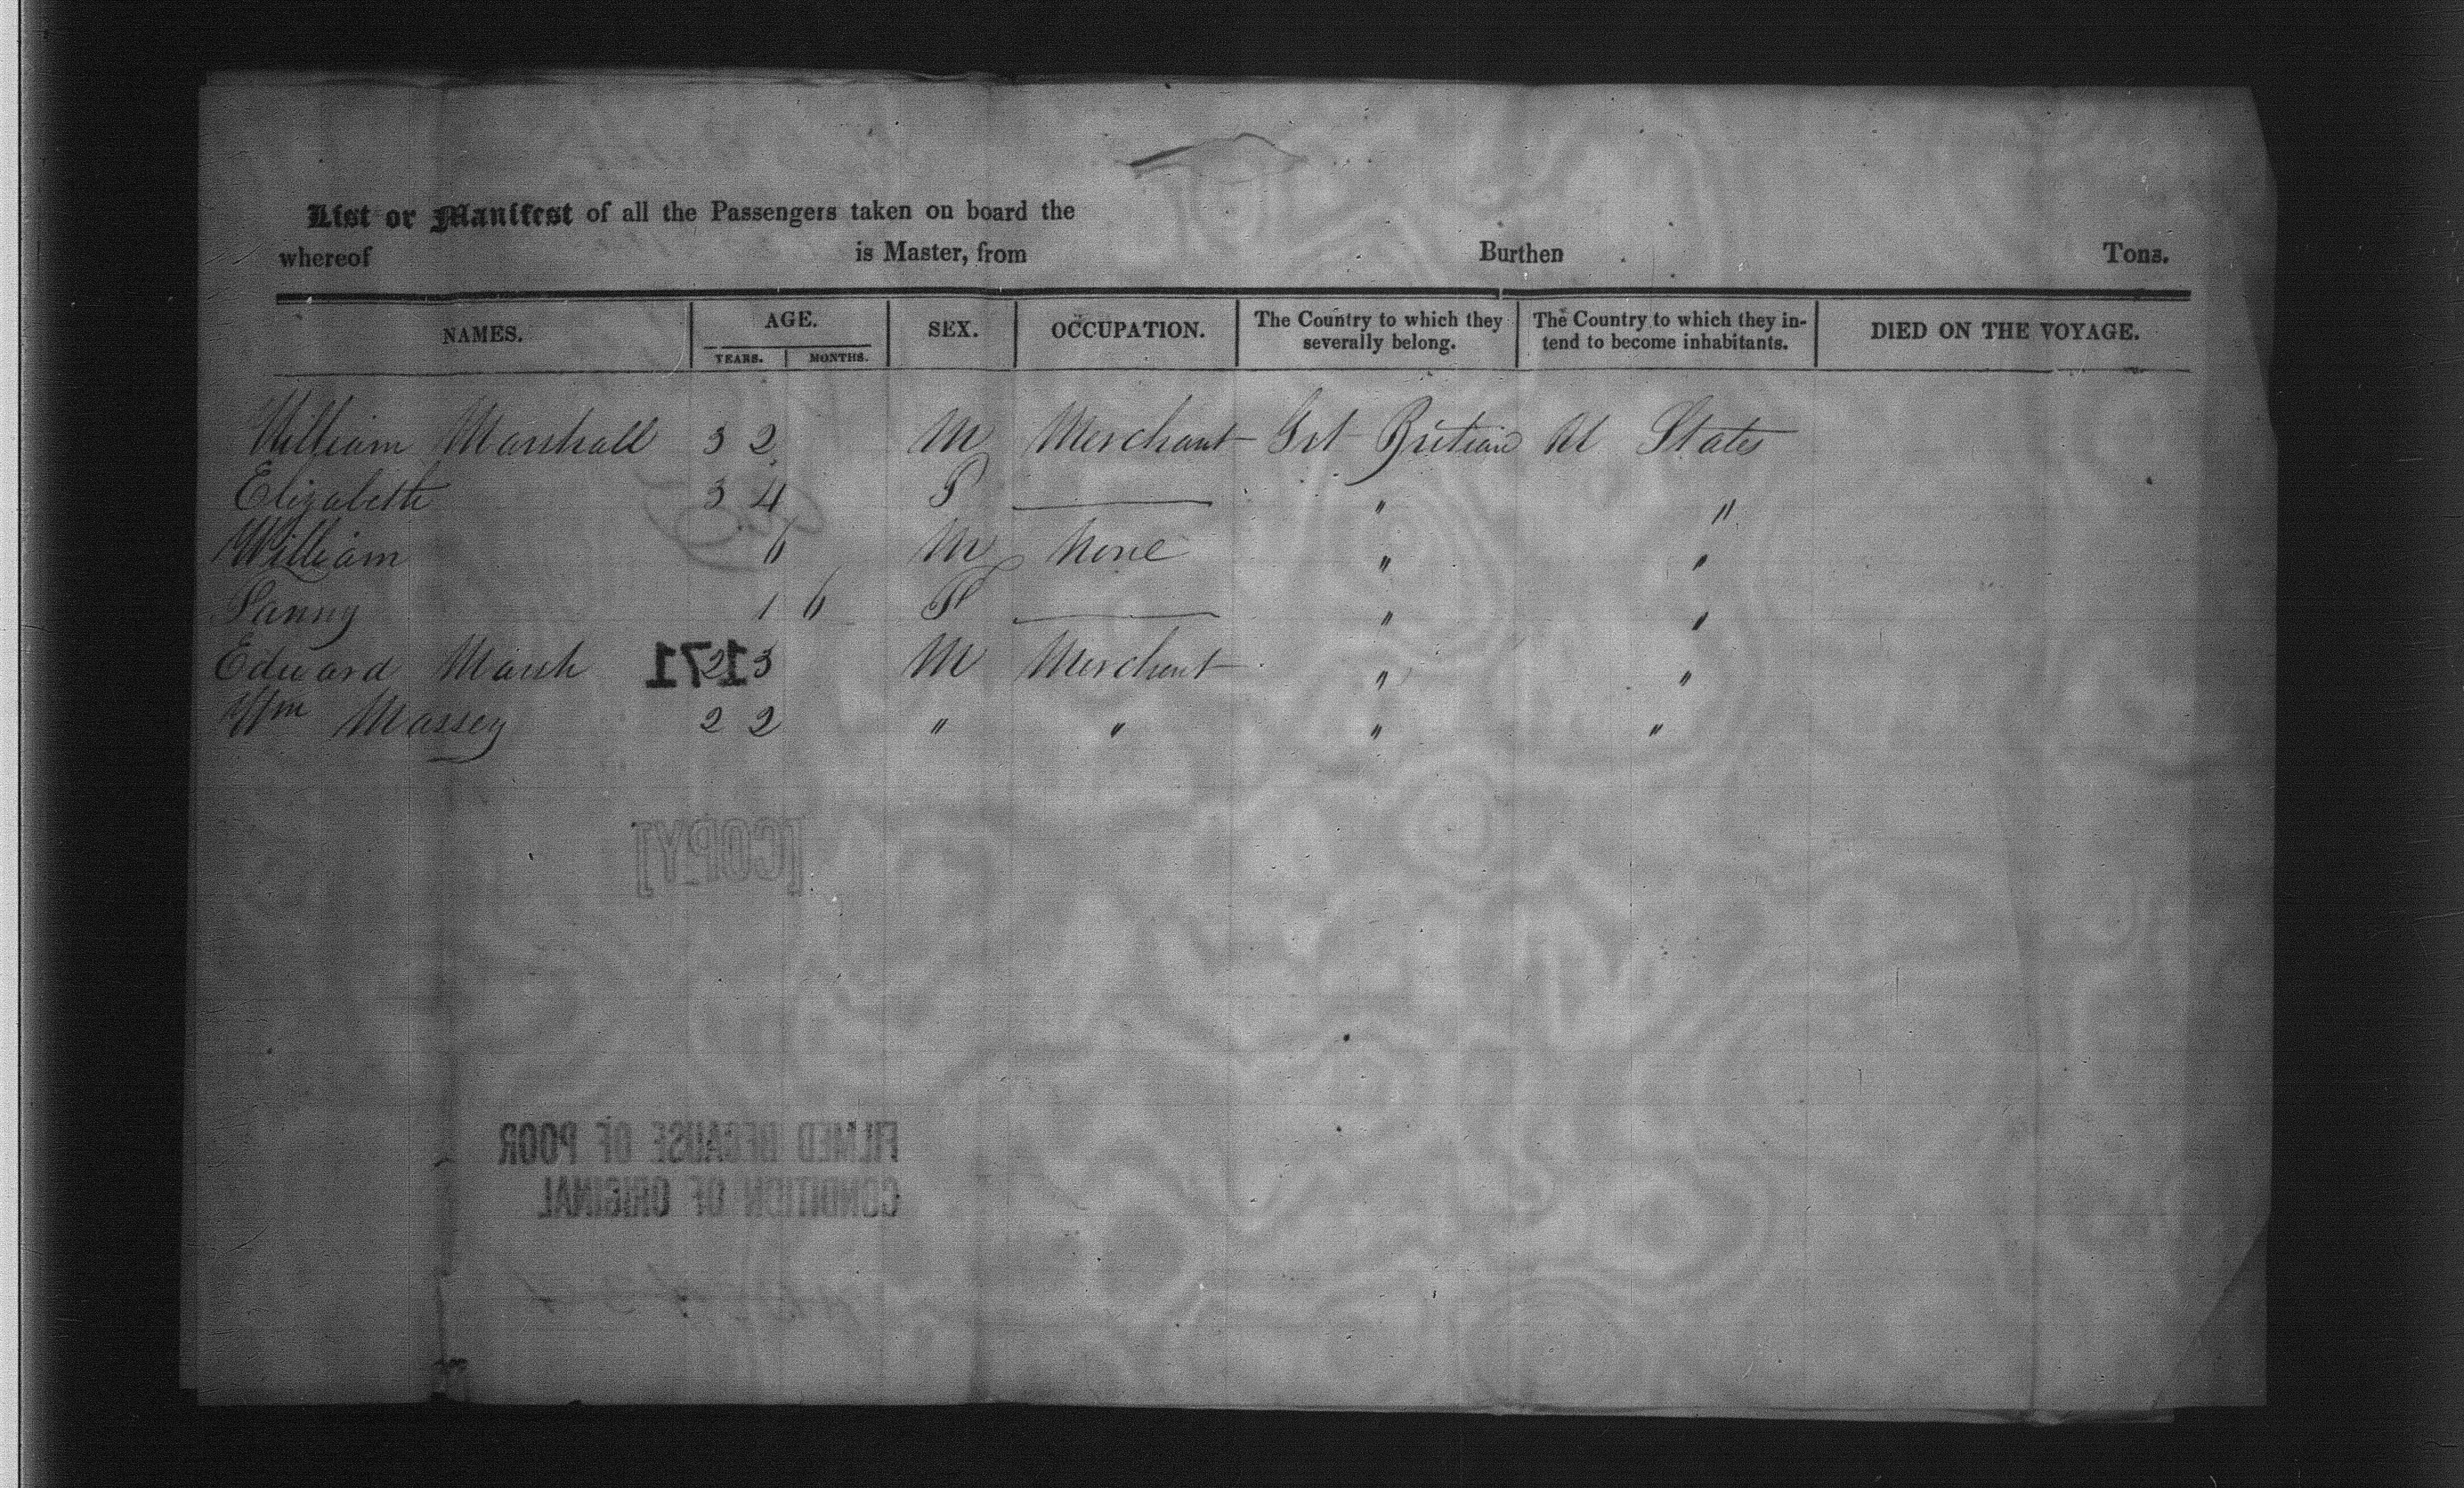 List or Manifest of all the Passengers taken on board the
whereof is Master, from Burthen Tons.
NAMES. AGE. YEARS. MONTHS. SEX. OCCUPATION. The Country to which they severally belong. The Country to which they intend to become inhabitants. DIED ON THE VOYAGE.
William Marshall 32 M Merchant Grt Britian U States
Elizabeth 34 F —— " "
William 6 M None " "
Fanny 1 6 F —— " "
Edward Marsh 23 M Merchant " "
Wm Massey 22 " " " "
1171
[COPY]
FILMED BECAUSE OF POOR
CONDITION OF ORIGINAL